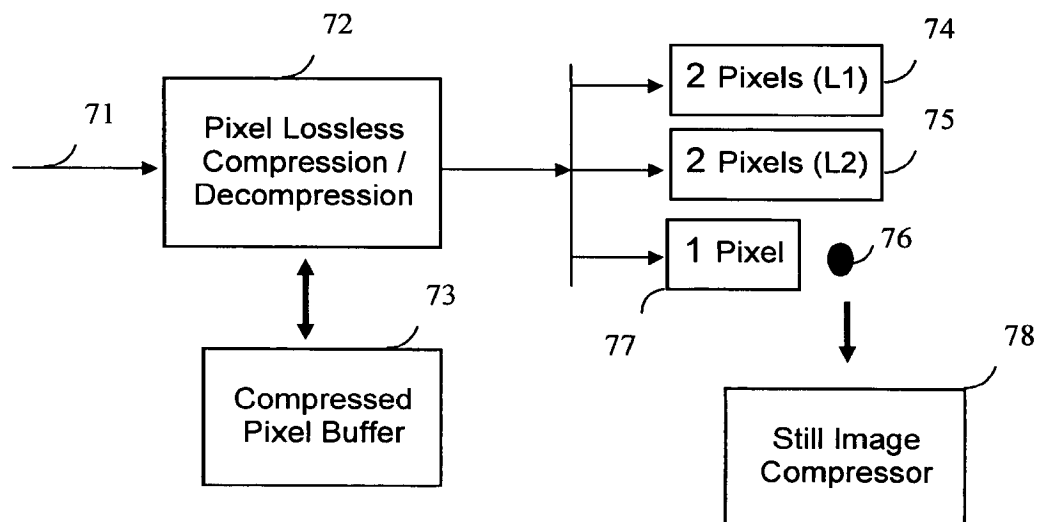 72
74
71
Pixel Lossless
Compression /
Decompression
2 Pixels (L1)
75
2 Pixels (L2)
76
1 Pixel
73
77
78
Compressed
Pixel Buffer
Still Image
Compressor